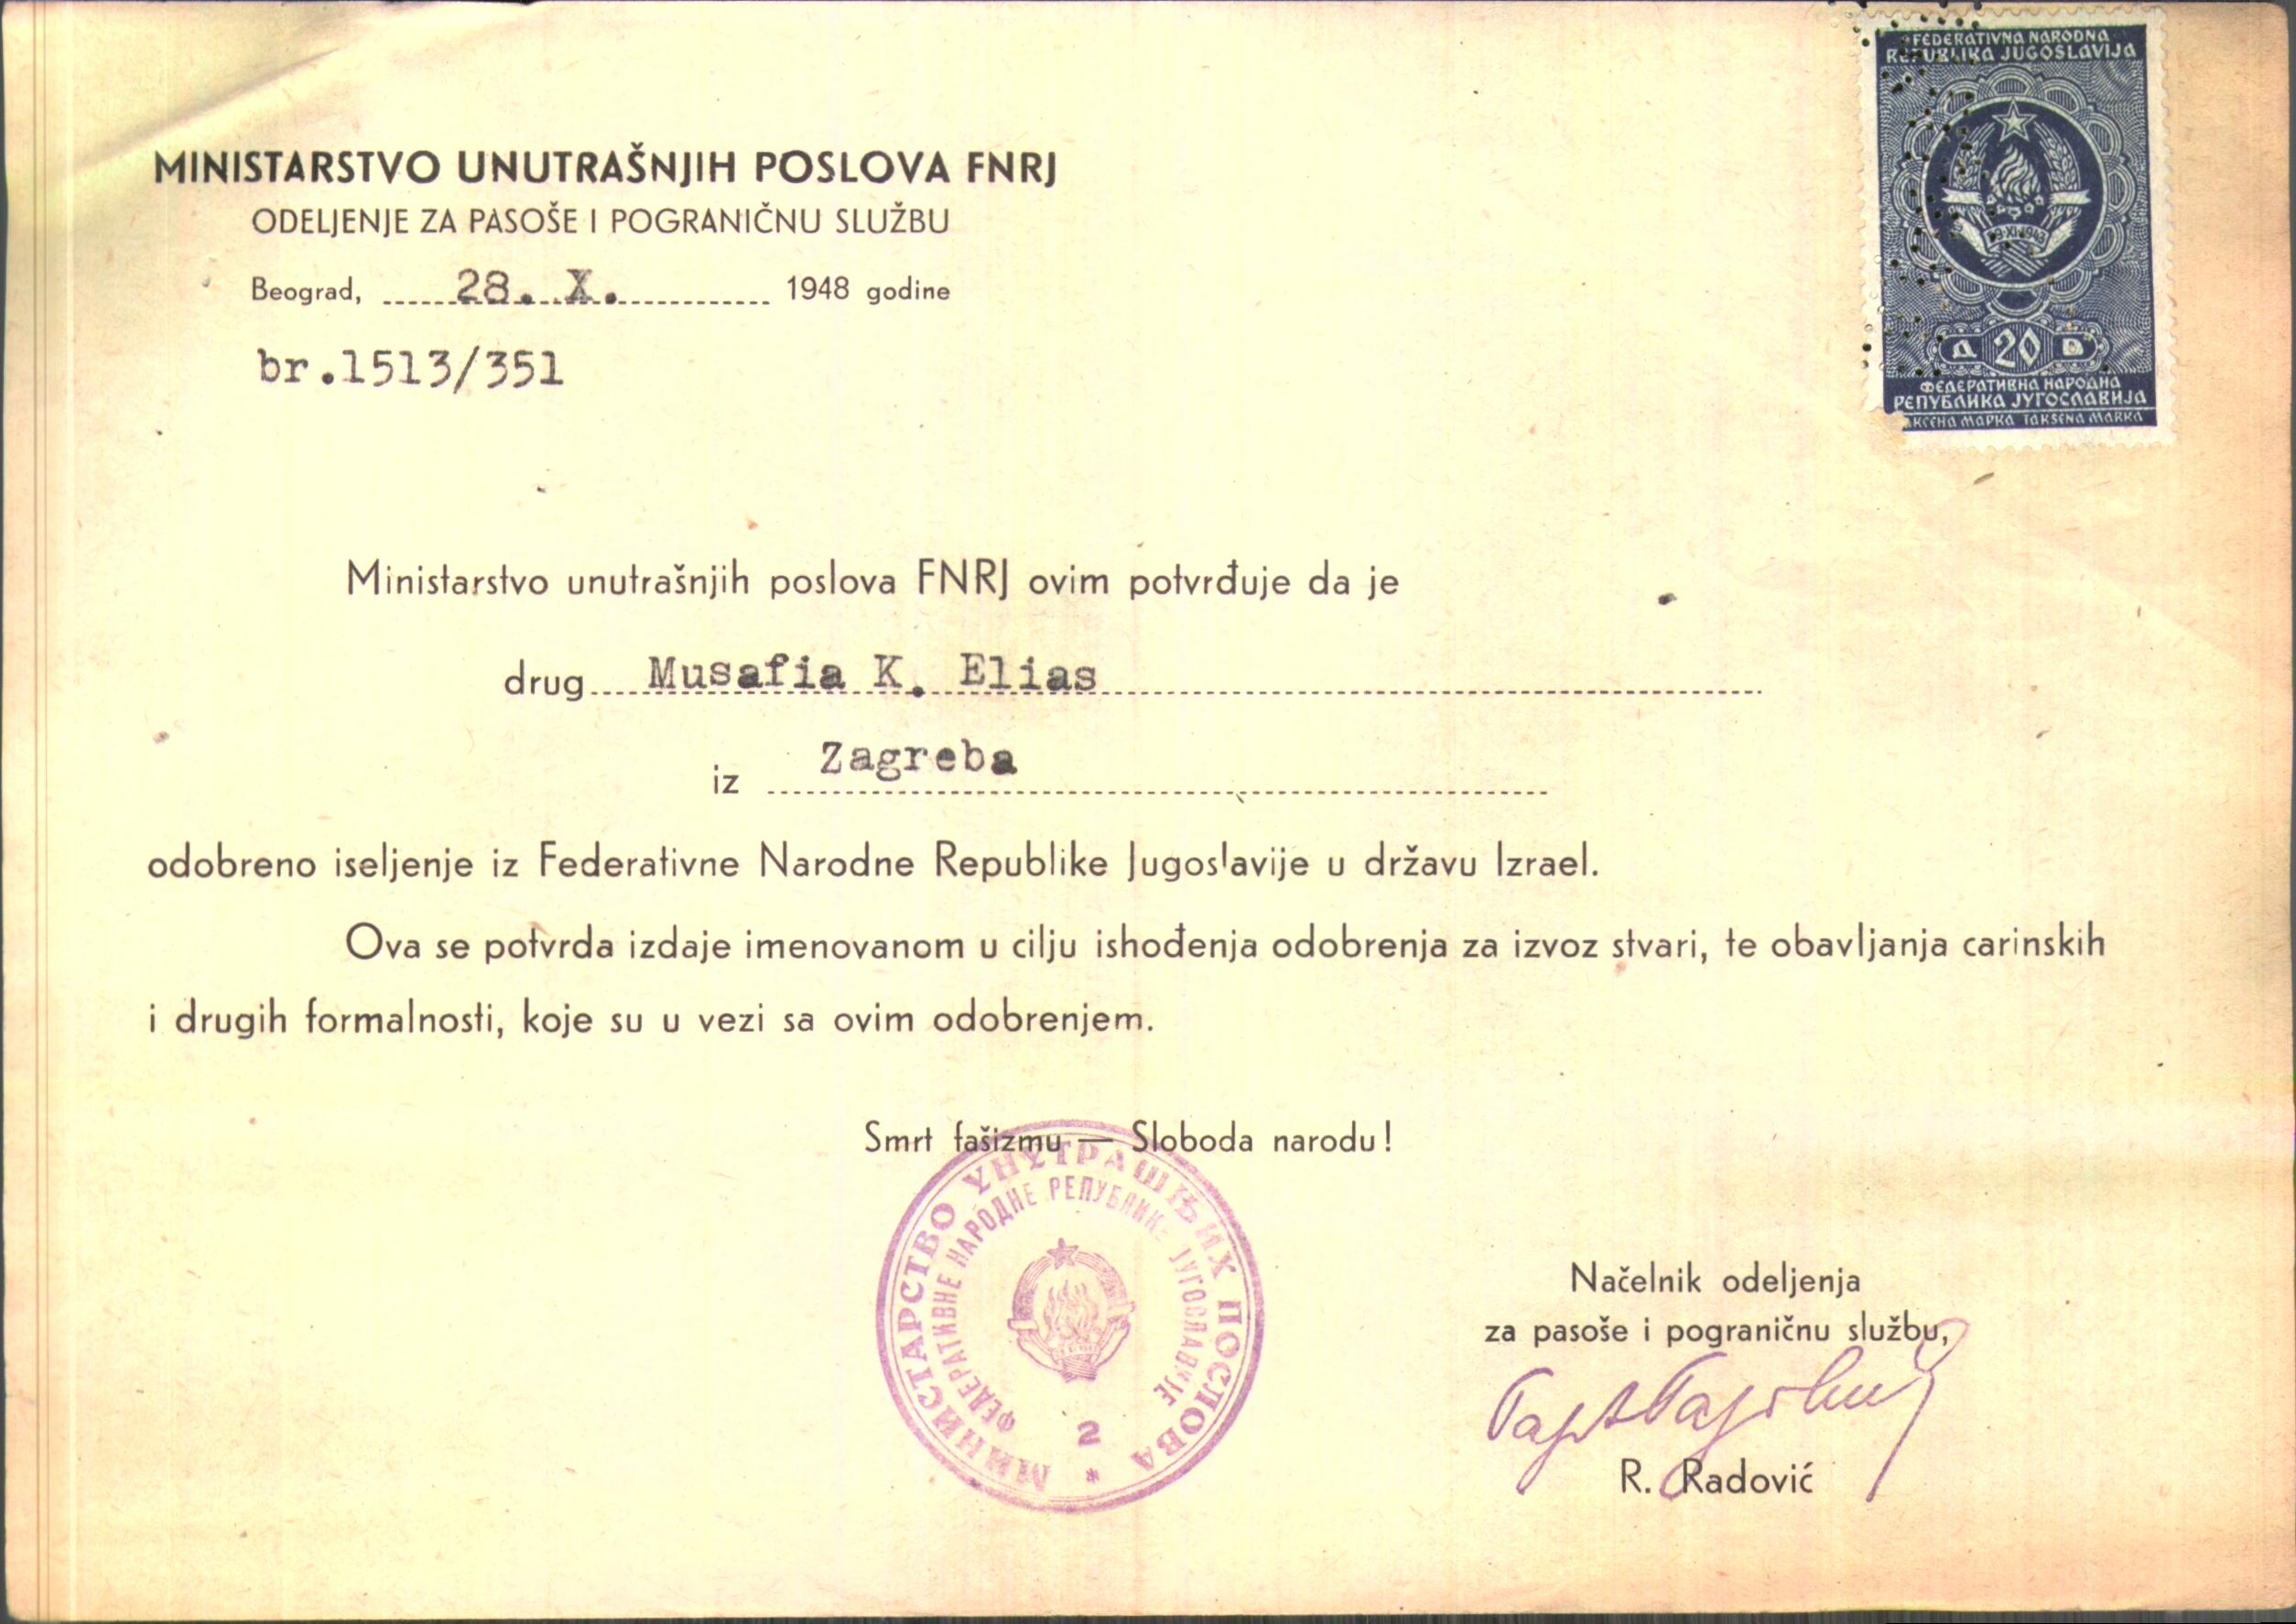 FEDERATIVNA NARODNA
REPUBLIKA JUGOSLAVIJA
29·XI·1943
Д 20 D
ФЕДЕРАТИВНА НАРОДНА
РЕПУБЛИКА ЈУГОСЛАВИЈА
ТАКСЕНА МАРКА TAKSENA MARKA
MINISTARSTVO UNUTRAŠNJIH POSLOVA FNRJ
ODELJENJE ZA PASOŠE I POGRANIČNU SLUŽBU
Beograd, 28. X. 1948 godine
br.1513/351
Ministarstvo unutrašnjih poslova FNRJ ovim potvrđuje da je
drug Musafia K. Elias
iz Zagreba
odobreno iseljenje iz Federativne Narodne Republike Jugoslavije u državu Izrael.
Ova se potvrda izdaje imenovanom u cilju ishođenja odobrenja za izvoz stvari, te obavljanja carinskih
i drugih formalnosti, koje su u vezi sa ovim odobrenjem.
Smrt fašizmu — Sloboda narodu!
МИНИСТАРСТВО УНУТРАШЊИХ ПОСЛОВА
ФЕДЕРАТИВНЕ НАРОДНЕ РЕПУБЛИКЕ ЈУГОСЛАВИЈЕ
2
*
Načelnik odeljenja
za pasoše i pograničnu službu,
R. Radović